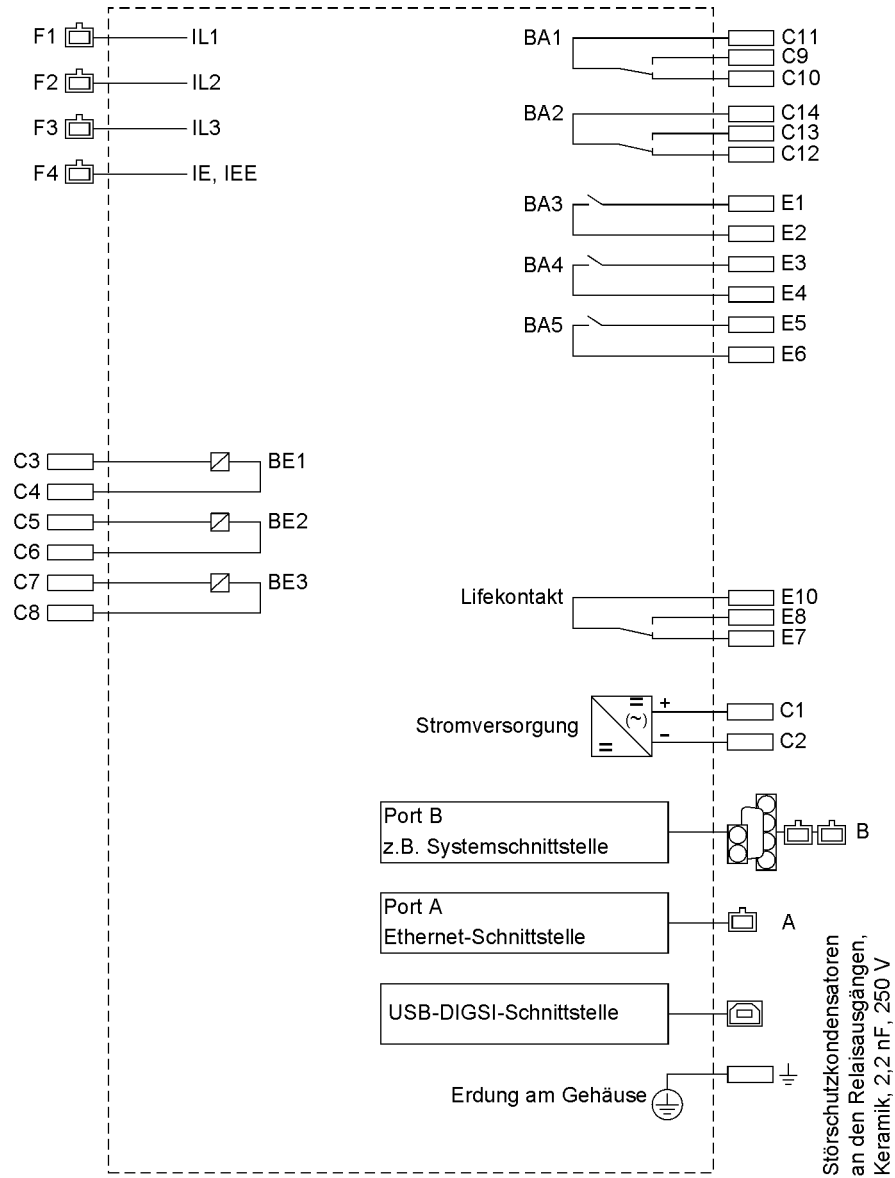 F1
IL1
F2
IL2
F3
IL3
F4
IE, IEE
BA1
C11
C9
C10
BA2
C14
C13
C12
BA3
E1
E2
BA4
E3
E4
BA5
E5
E6
C3
BE1
C4
C5
BE2
C6
C7
BE3
C8
Lifekontakt
E10
E8
E7
Stromversorgung
=
(~)
=
+
–
C1
C2
Port B
z.B. Systemschnittstelle
B
Port A
Ethernet-Schnittstelle
A
USB-DIGSI-Schnittstelle
Erdung am Gehäuse
Störschutzkondensatoren
an den Relaisausgängen,
Keramik, 2,2 nF, 250 V